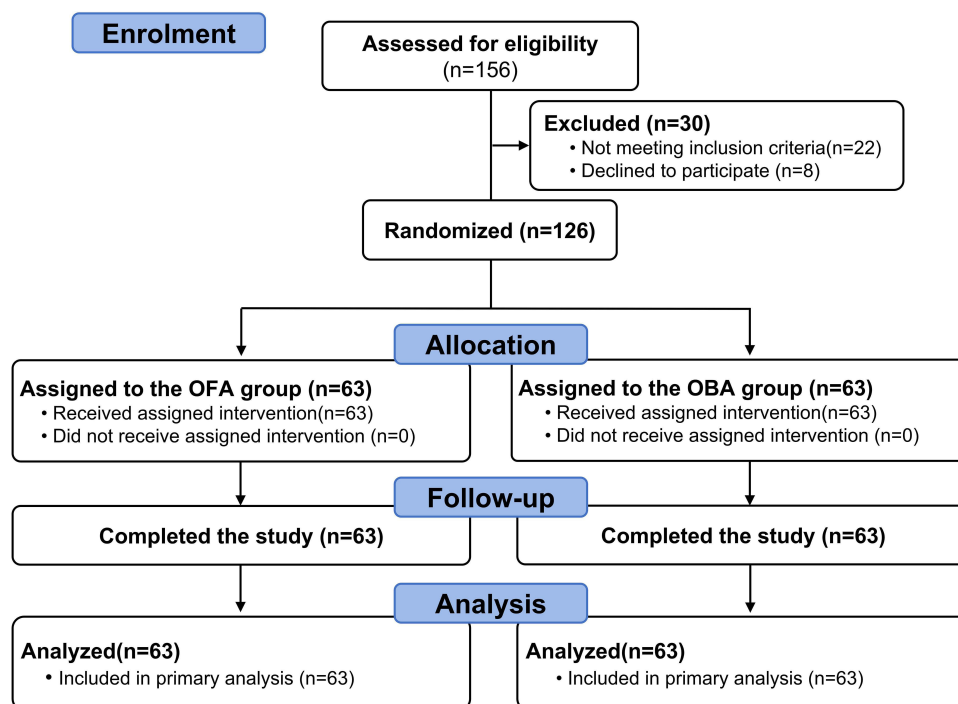 Enrolment
Assessed for eligibility
(n=156)
Excluded (n=30)
• Not meeting inclusion criteria(n=22)
• Declined to participate (n=8)
Randomized (n=126)
Allocation
Assigned to the OFA group (n=63)
• Received assigned intervention(n=63)
• Did not receive assigned intervention (n=0)
Assigned to the OBA group (n=63)
• Received assigned intervention(n=63)
• Did not receive assigned intervention (n=0)
Follow-up
Completed the study (n=63)
Completed the study (n=63)
Analysis
Analyzed(n=63)
• Included in primary analysis (n=63)
Analyzed(n=63)
• Included in primary analysis (n=63)